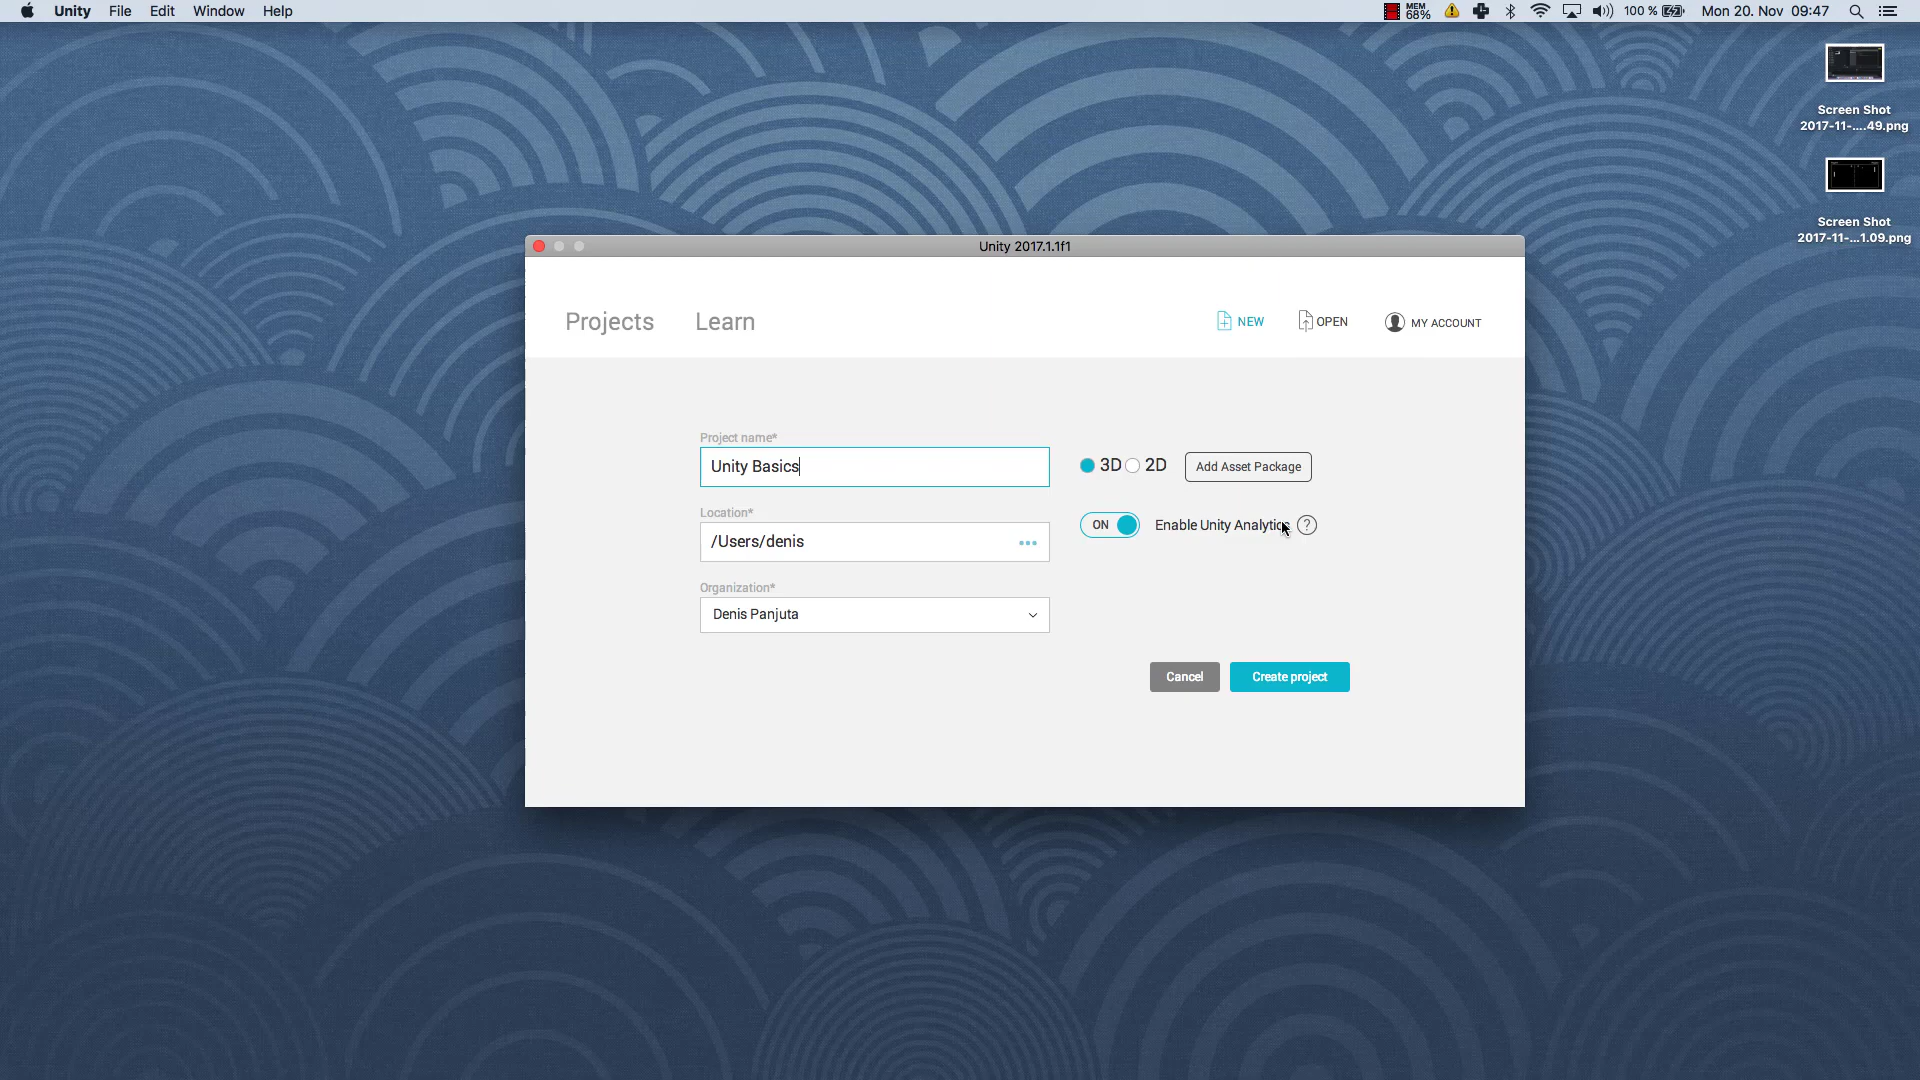 Unity File Edit Window Help
MEM
68%
100 %
Mon 20. Nov 09:47
Screen Shot
2017-11-....49.png
Screen Shot
2017-11-...1.09.png
Unity 2017.1.1f1
Projects Learn
NEW
OPEN
MY ACCOUNT
Project name*
Unity Basics
3D 2D
Add Asset Package
Location*
/Users/denis
ON
Enable Unity Analytics
?
Organization*
Denis Panjuta
Cancel
Create project